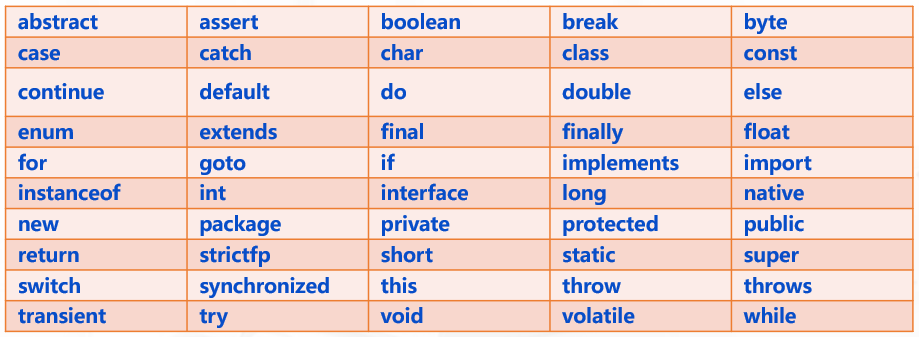 abstract assert boolean break byte
case catch char class const
continue default do double else
enum extends final finally float
for goto if implements import
instanceof int interface long native
new package private protected public
return strictfp short static super
switch synchronized this throw throws
transient try void volatile while